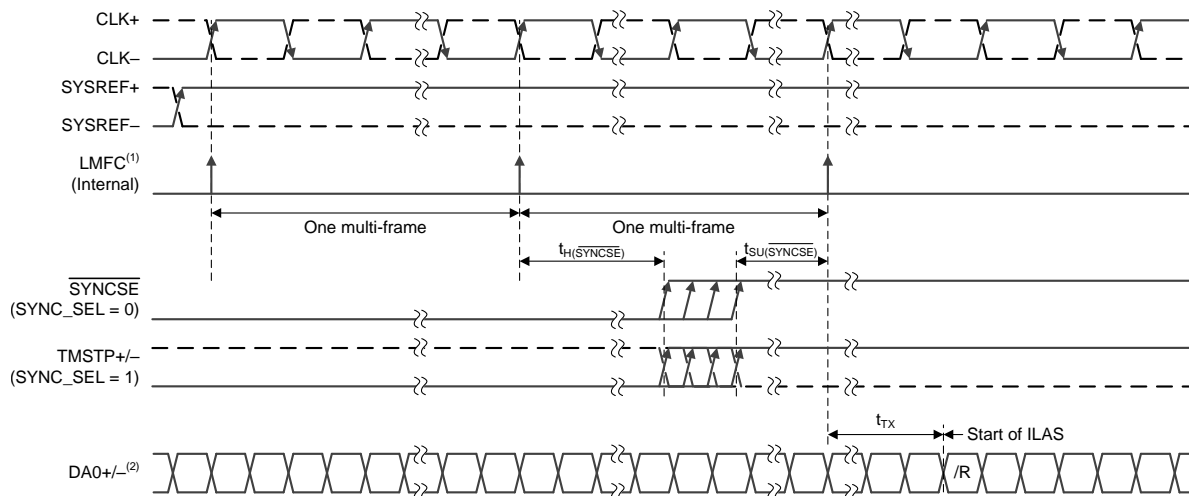 CLK+
CLK–
SYSREF+
SYSREF–
LMFC(1)
(Internal)
One multi-frame
One multi-frame
tH(SYNCSE)
tSU(SYNCSE)
SYNCSE
(SYNC_SEL = 0)
TMSTP+/–
(SYNC_SEL = 1)
tTX
Start of ILAS
DA0+/–(2)
/R